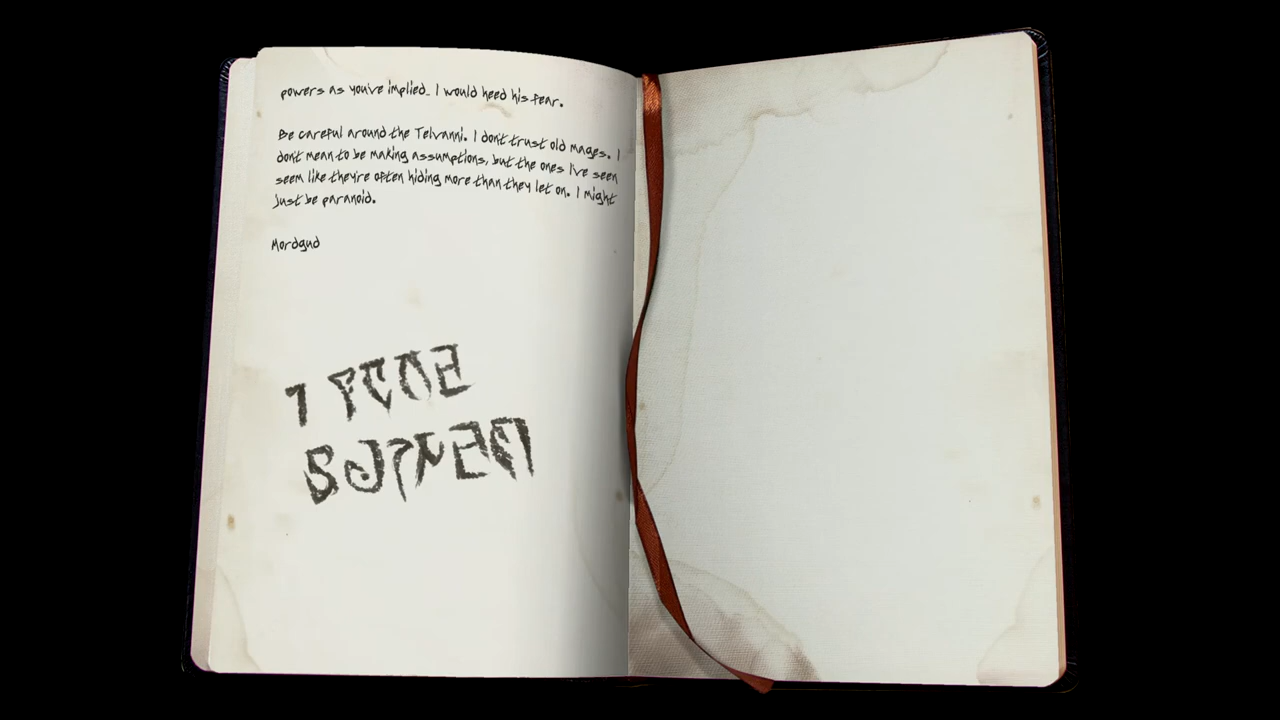 powers as you've implied. I would heed his fear.
Be careful around the Telvanni. I don't trust old mages. I
don't mean to be making assumptions, but the ones I've seen
seem like they're often hiding more than they let on. I might
just be paranoid.
Mordgud